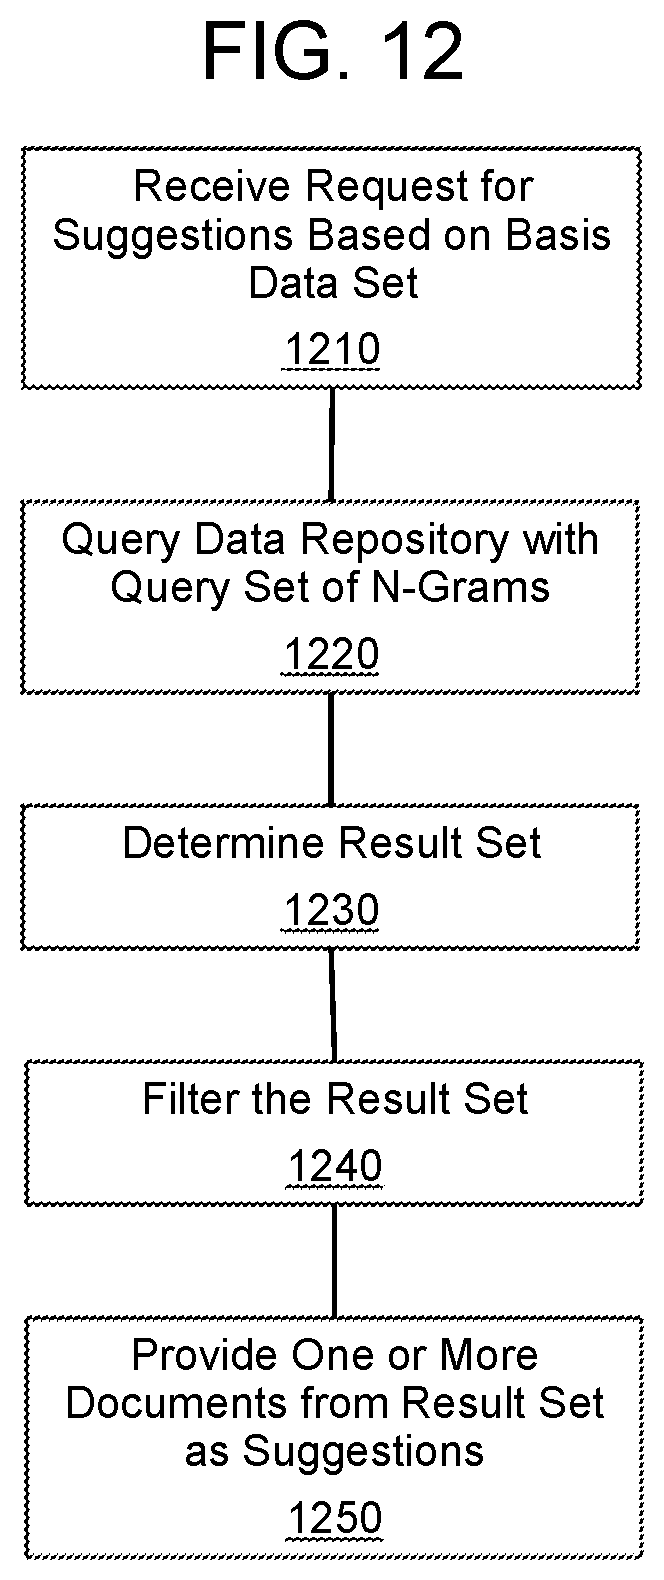 FIG. 12
Receive Request for
Suggestions Based on Basis
Data Set
1210
Query Data Repository with
Query Set of N-Grams
1220
Determine Result Set
1230
Filter the Result Set
1240
Provide One or More
Documents from Result Set
as Suggestions
1250